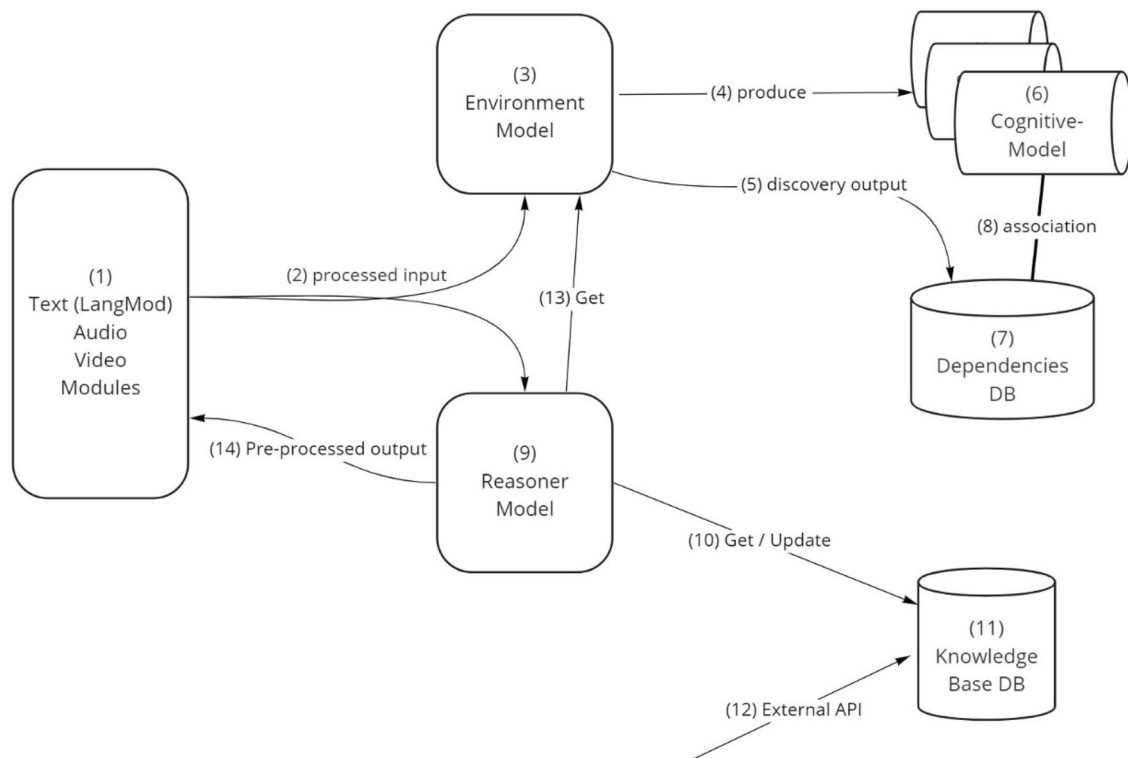 (3)
Environment
Model
(4) produce
(6)
Cognitive-
Model
(5) discovery output
(8) association
(1)
Text (LangMod)
Audio
Video
Modules
(2) processed input
(13) Get
(7)
Dependencies
DB
(14) Pre-processed output
(9)
Reasoner
Model
(10) Get / Update
(11)
Knowledge
Base DB
(12) External API